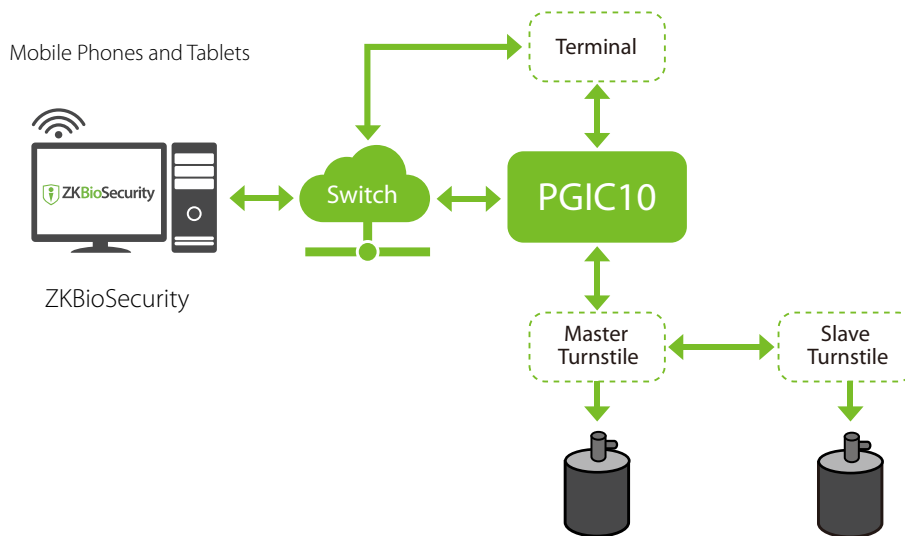 Terminal
Mobile Phones and Tablets
ZKBioSecurity
Switch
PGIC10
ZKBioSecurity
Master
Turnstile
Slave
Turnstile